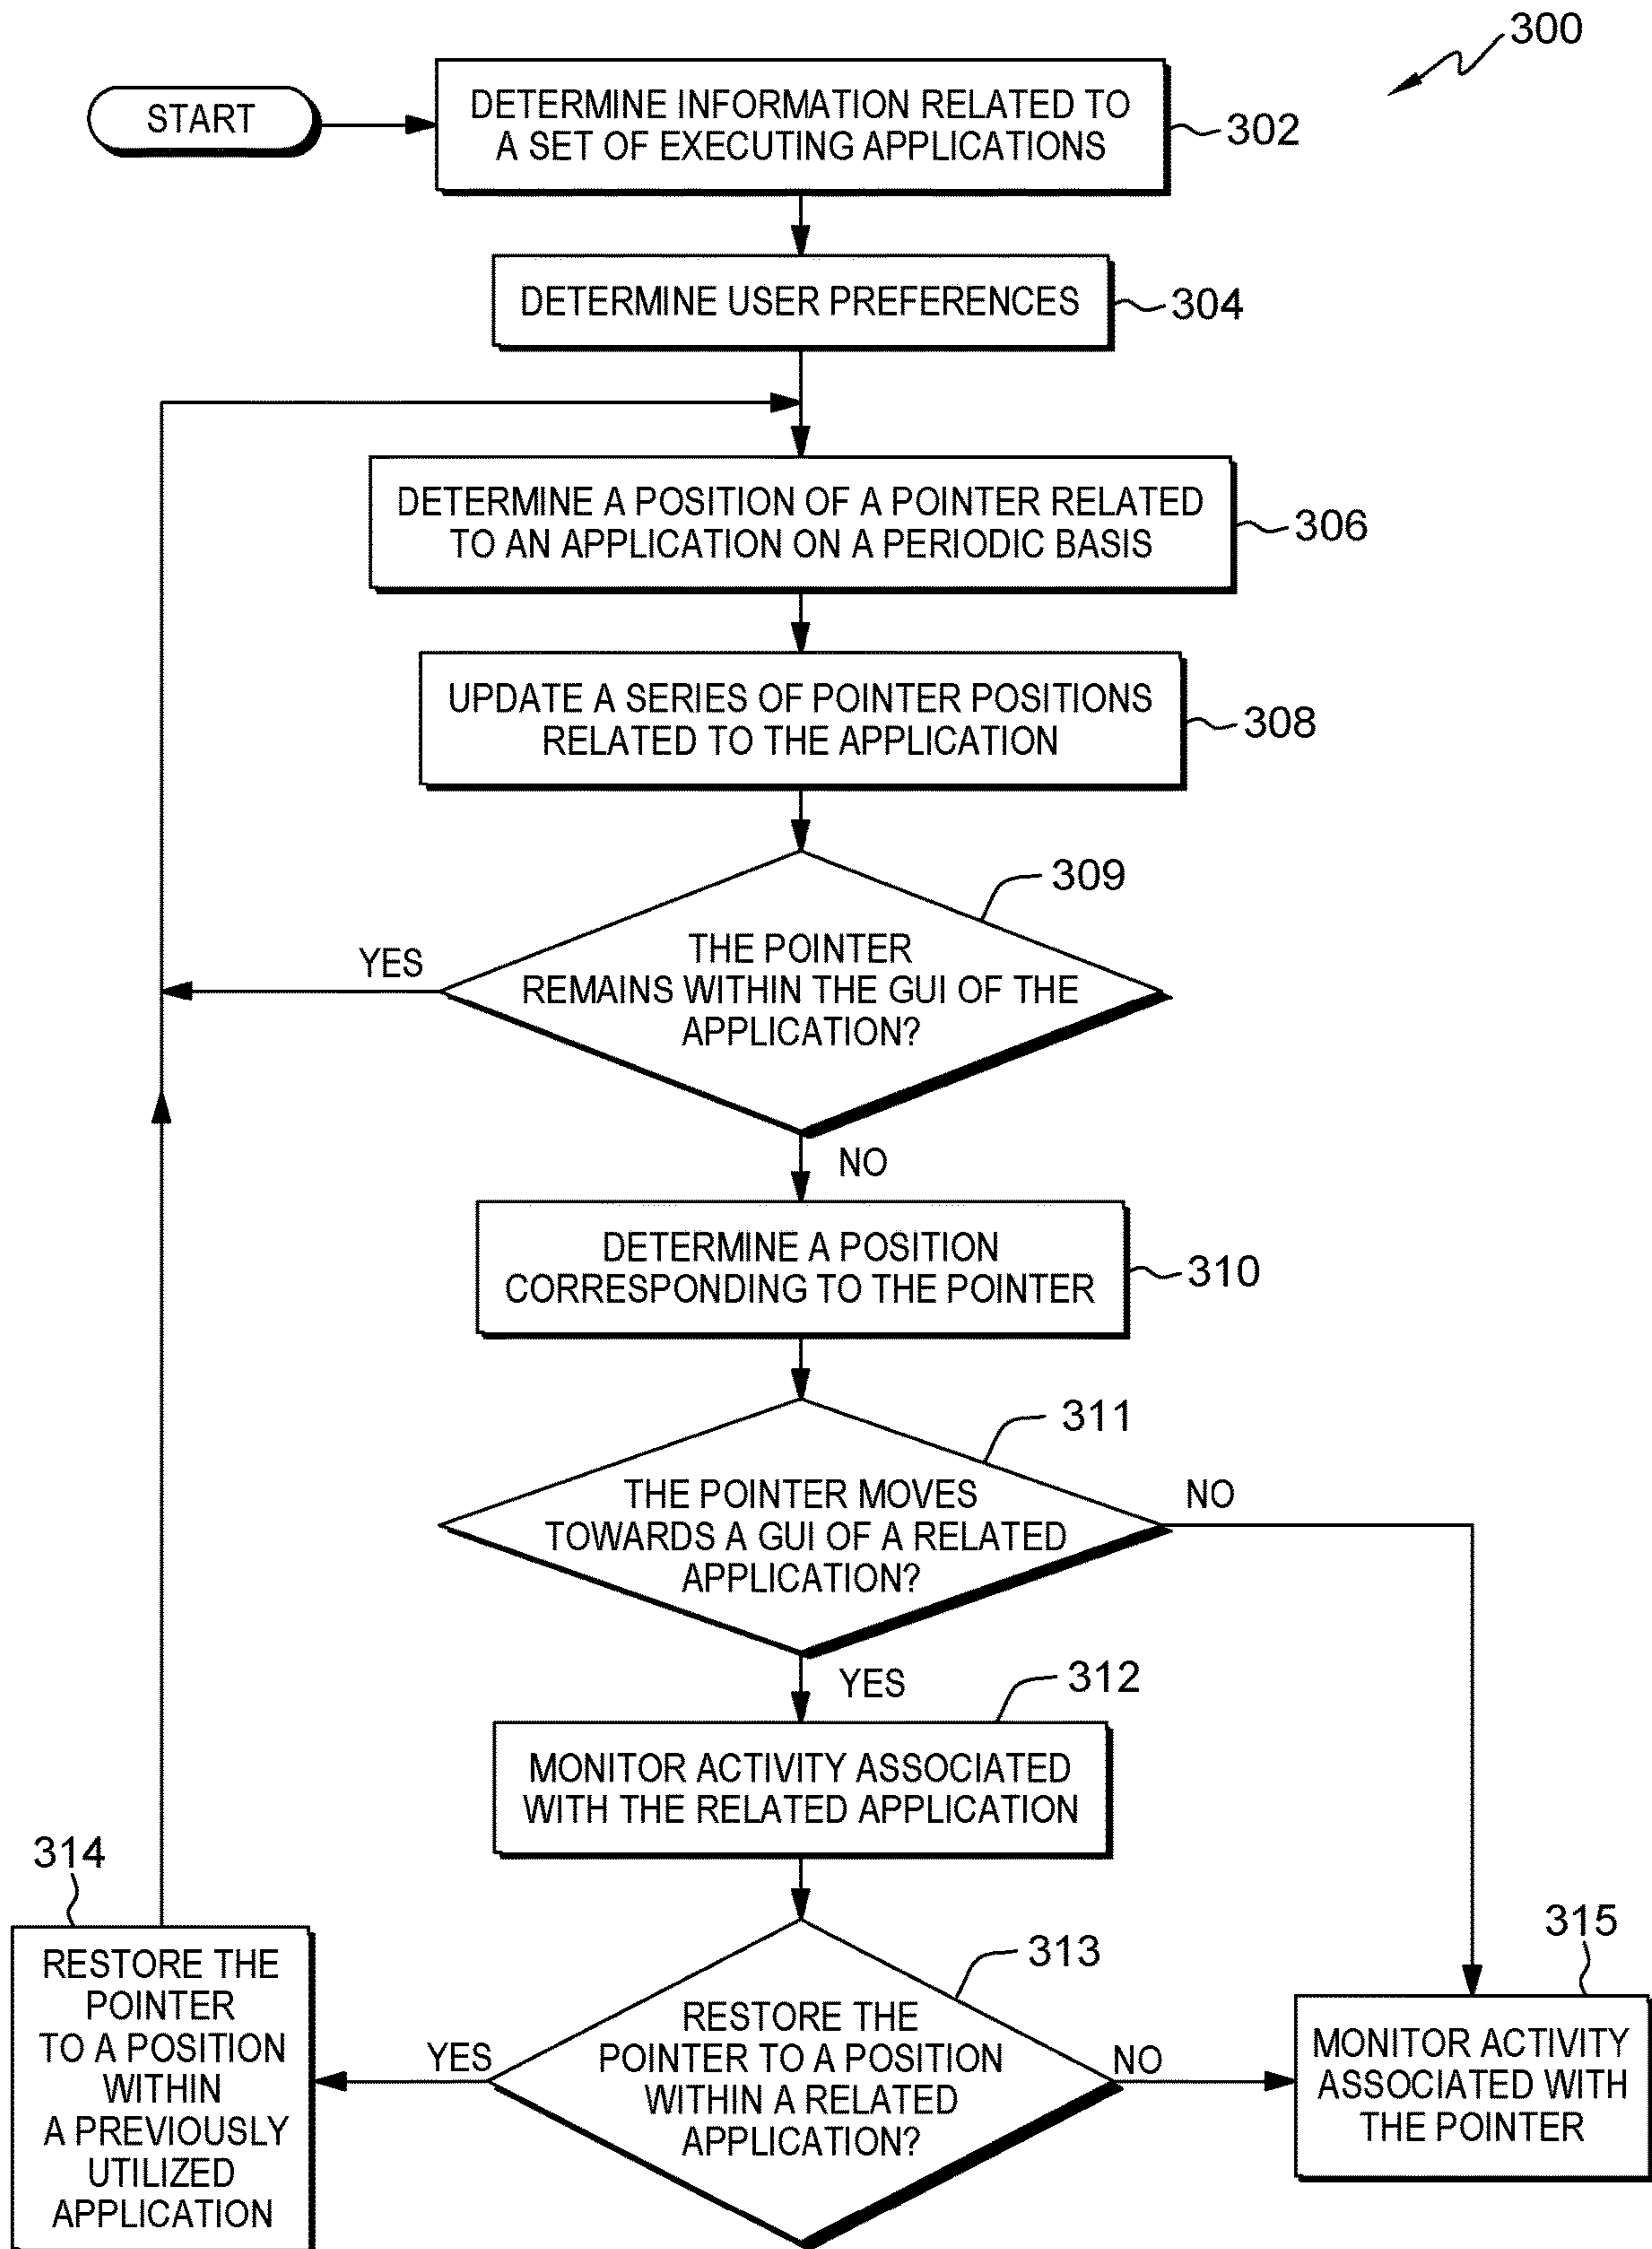 300
START
DETERMINE INFORMATION RELATED TO
A SET OF EXECUTING APPLICATIONS
302
DETERMINE USER PREFERENCES
304
DETERMINE A POSITION OF A POINTER RELATED
TO AN APPLICATION ON A PERIODIC BASIS
306
UPDATE A SERIES OF POINTER POSITIONS
RELATED TO THE APPLICATION
308
309
THE POINTER
REMAINS WITHIN THE GUI OF THE
APPLICATION?
YES
NO
DETERMINE A POSITION
CORRESPONDING TO THE POINTER
310
311
THE POINTER MOVES
TOWARDS A GUI OF A RELATED
APPLICATION?
NO
YES
312
MONITOR ACTIVITY ASSOCIATED
WITH THE RELATED APPLICATION
313
RESTORE THE
POINTER TO A POSITION
WITHIN A RELATED
APPLICATION?
YES
NO
314
RESTORE THE
POINTER
TO A POSITION
WITHIN
A PREVIOUSLY
UTILIZED
APPLICATION
315
MONITOR ACTIVITY
ASSOCIATED WITH
THE POINTER